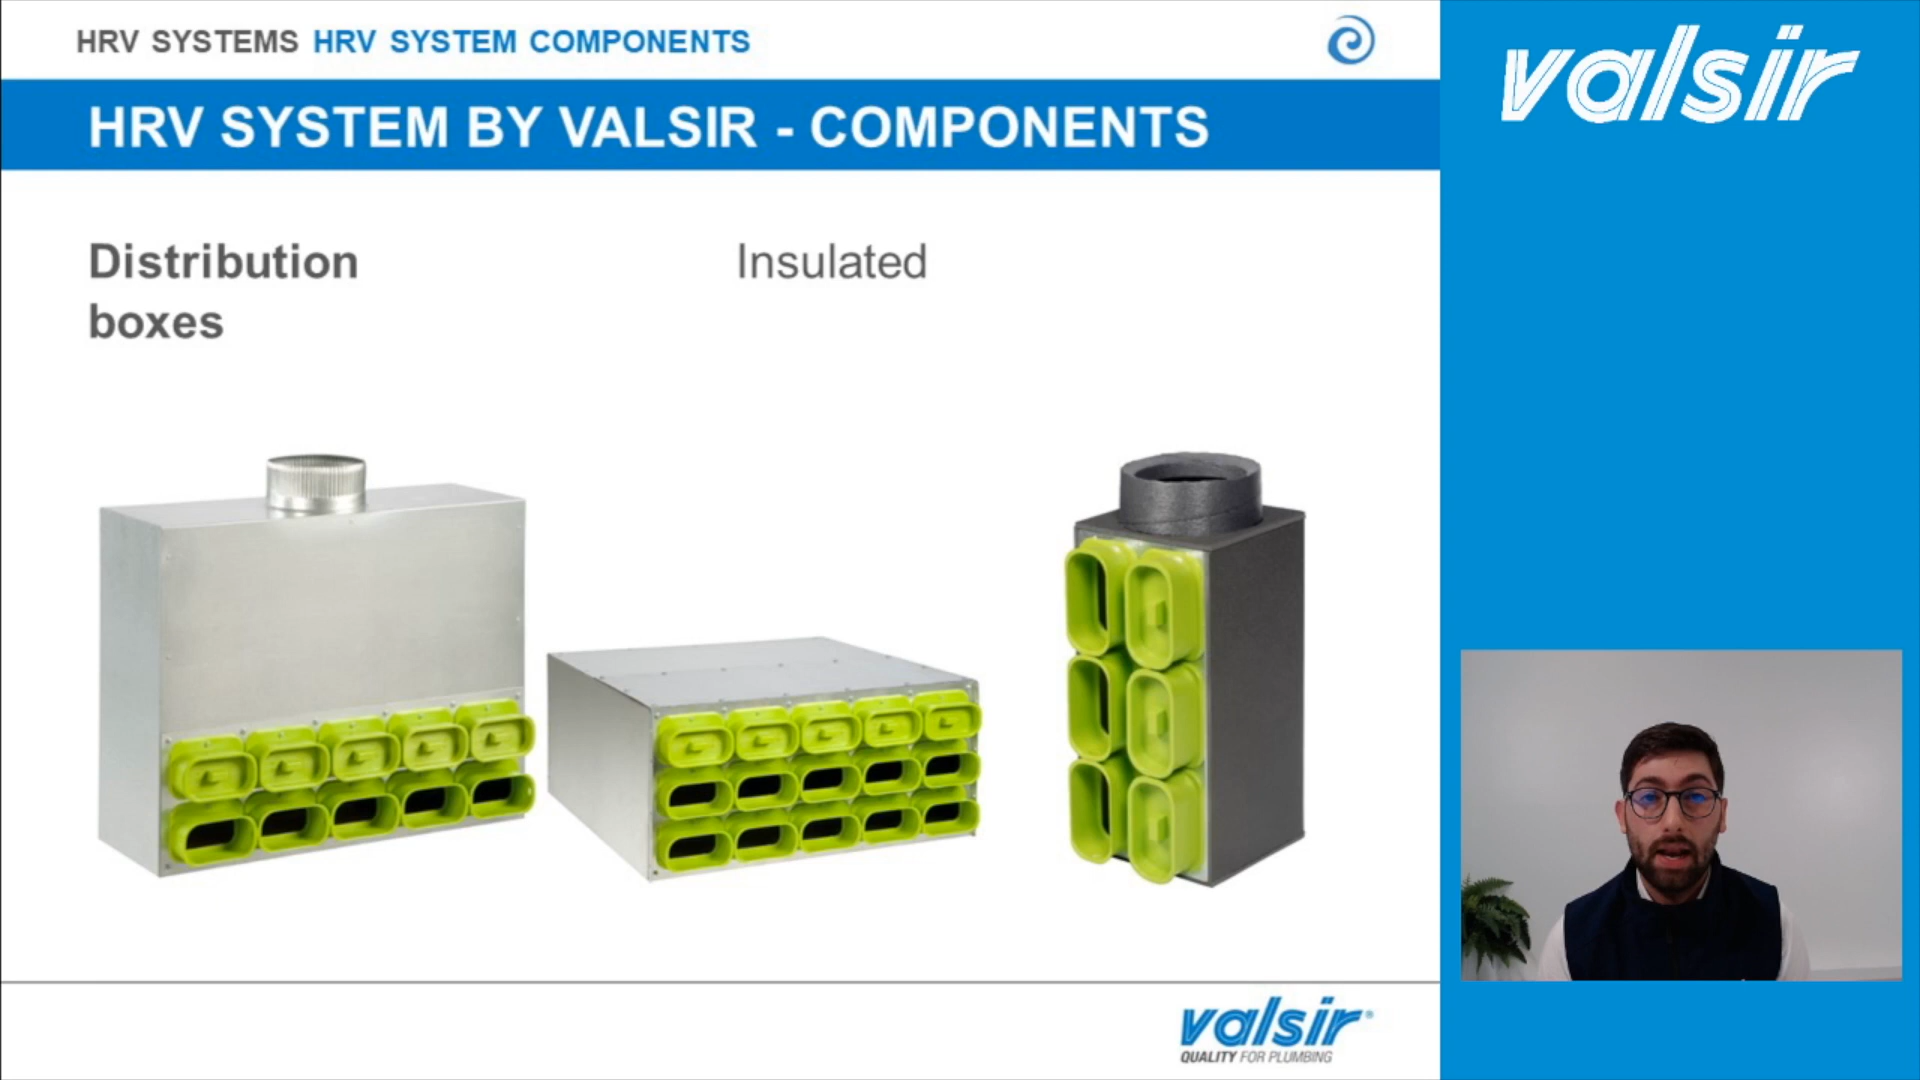 HRV SYSTEMS HRV SYSTEM COMPONENTS
valsir
HRV SYSTEM BY VALSIR - COMPONENTS
Distribution
boxes
Insulated
valsir®
QUALITY FOR PLUMBING